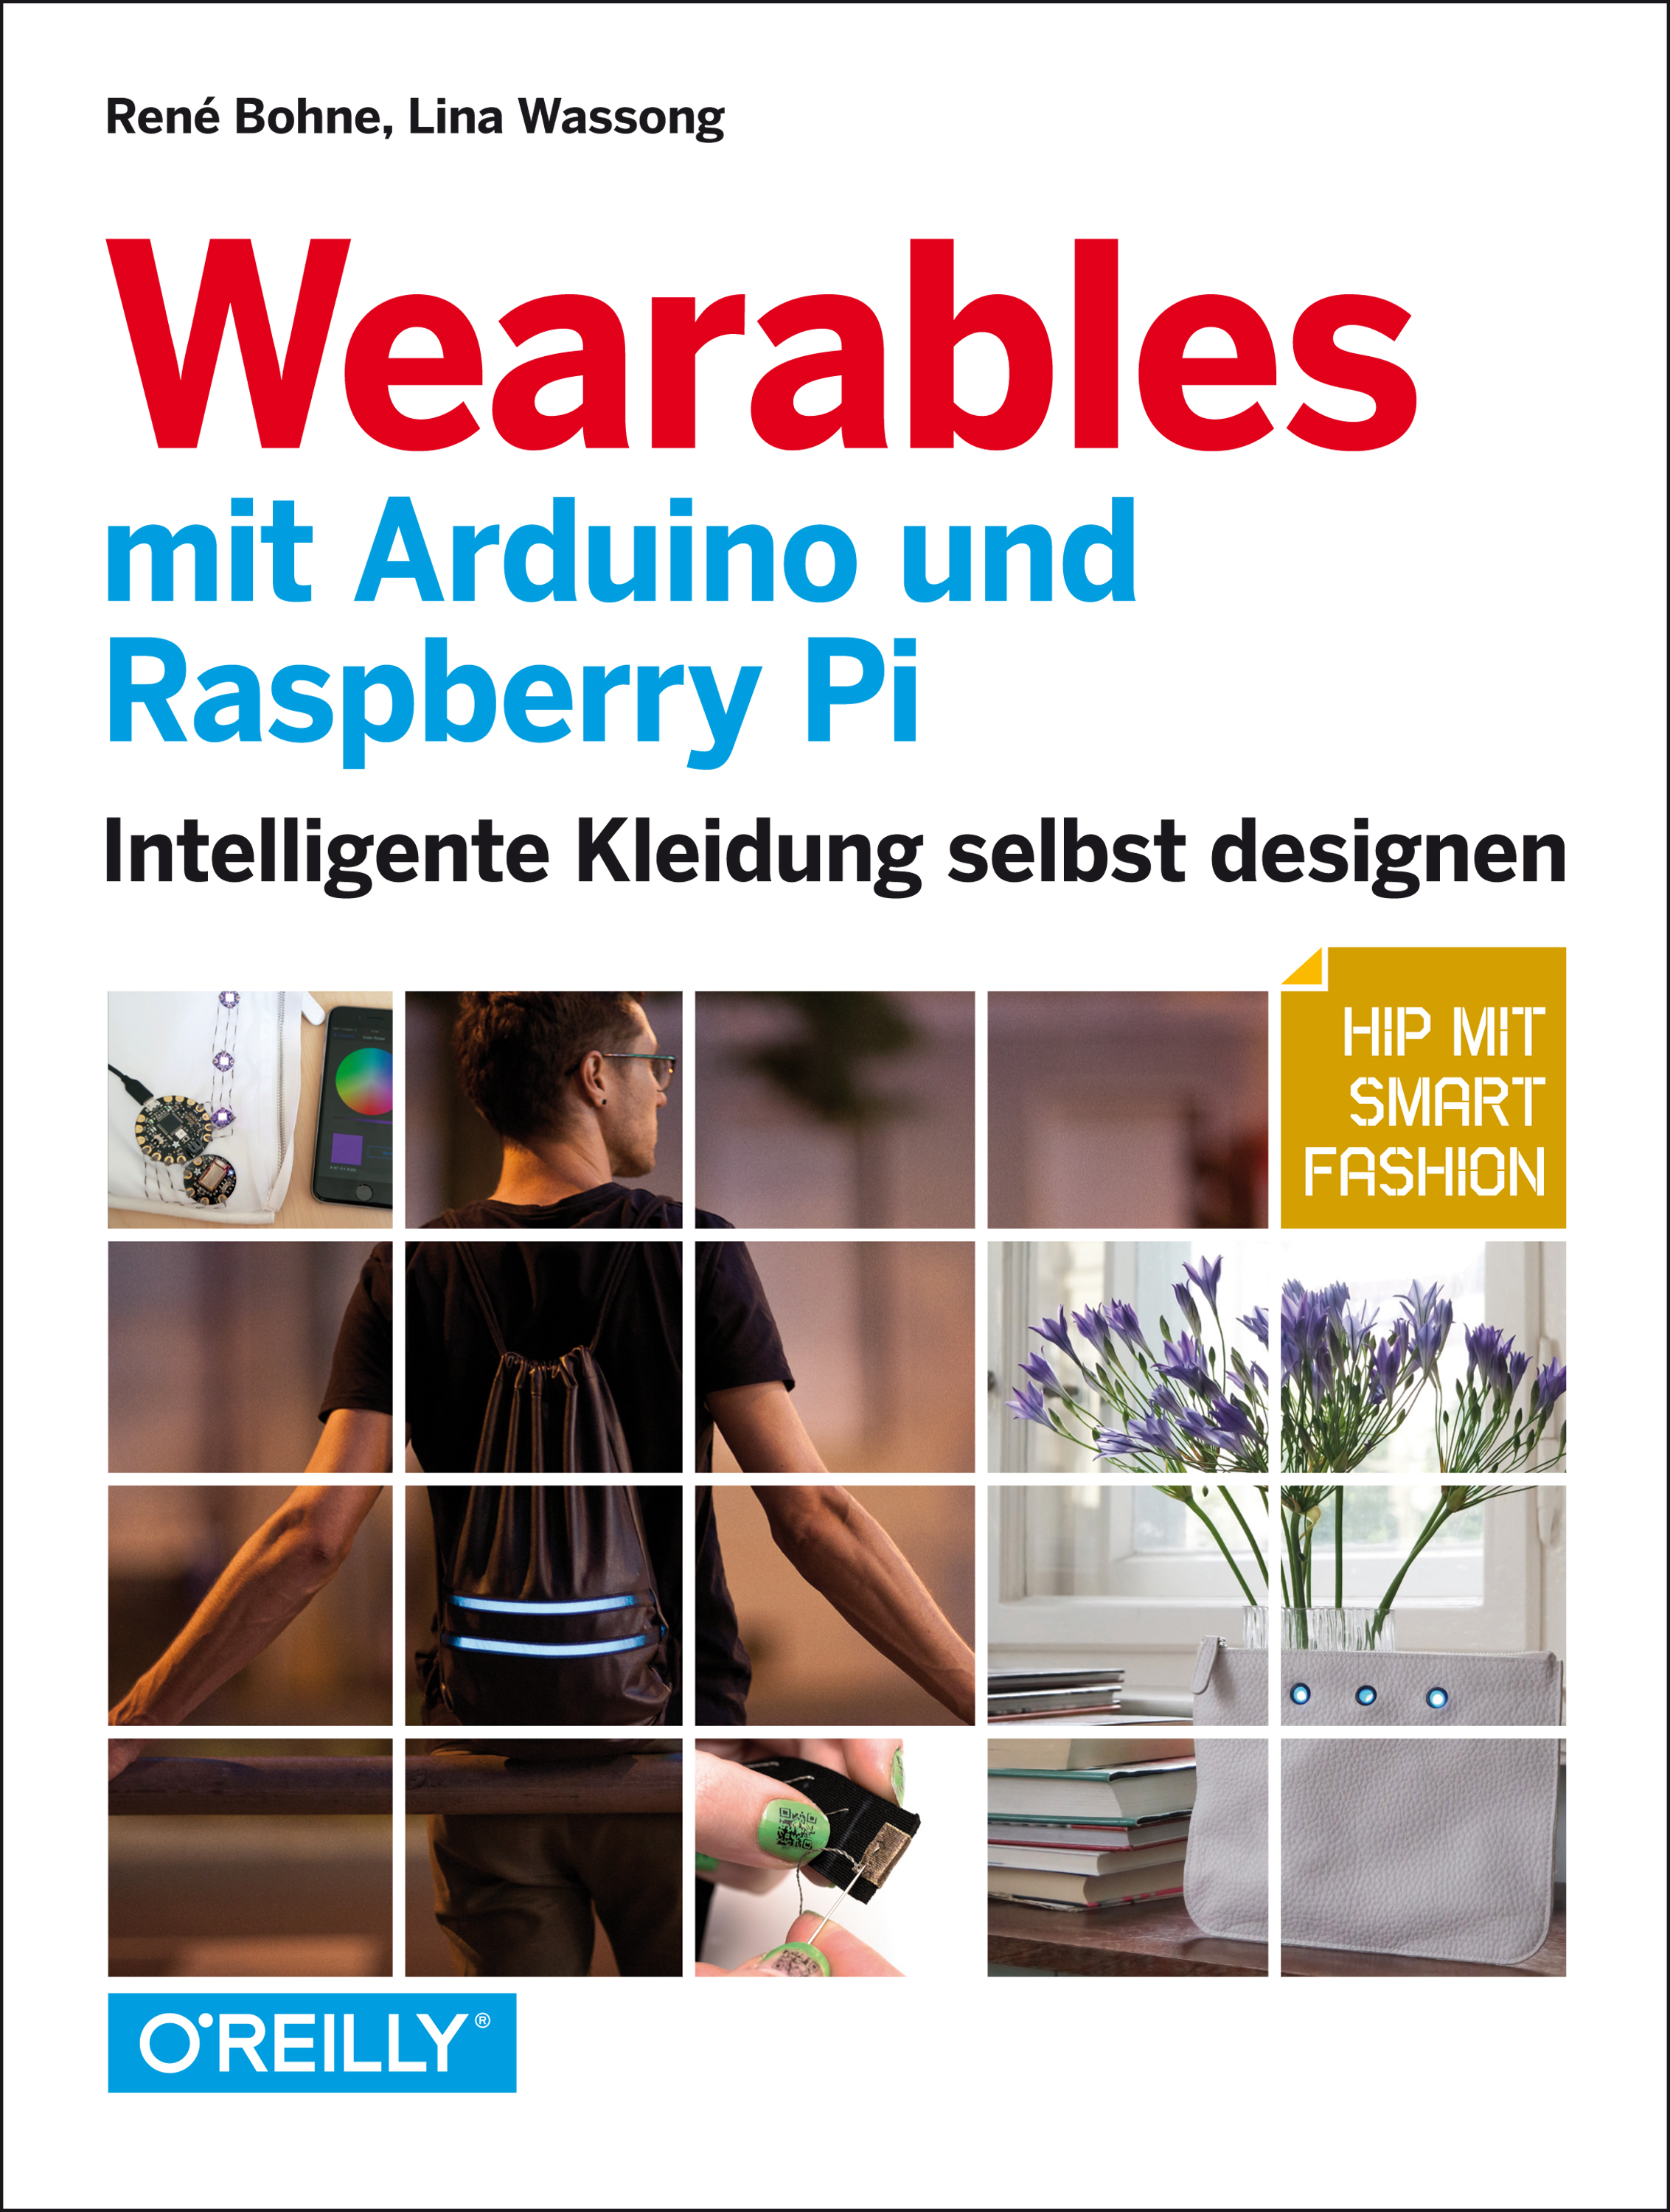 René Bohne, Lina Wassong
Wearables
mit Arduino und
Raspberry Pi
Intelligente Kleidung selbst designen
HiP MiT
SMART
FASHiON
O'REILLY®